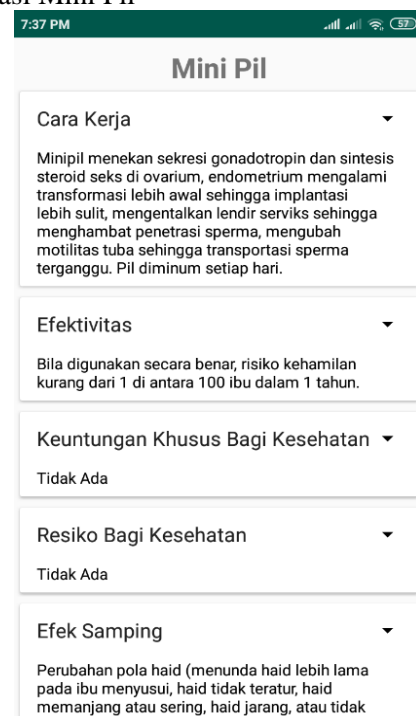 asi Mini Pil
7:37 PM
57
Mini Pil
Cara Kerja
Minipil menekan sekresi gonadotropin dan sintesis
steroid seks di ovarium, endometrium mengalami
transformasi lebih awal sehingga implantasi
lebih sulit, mengentalkan lendir serviks sehingga
menghambat penetrasi sperma, mengubah
motilitas tuba sehingga transportasi sperma
terganggu. Pil diminum setiap hari.
Efektivitas
Bila digunakan secara benar, risiko kehamilan
kurang dari 1 di antara 100 ibu dalam 1 tahun.
Keuntungan Khusus Bagi Kesehatan
Tidak Ada
Resiko Bagi Kesehatan
Tidak Ada
Efek Samping
Perubahan pola haid (menunda haid lebih lama
pada ibu menyusui, haid tidak teratur, haid
memanjang atau sering, haid jarang, atau tidak